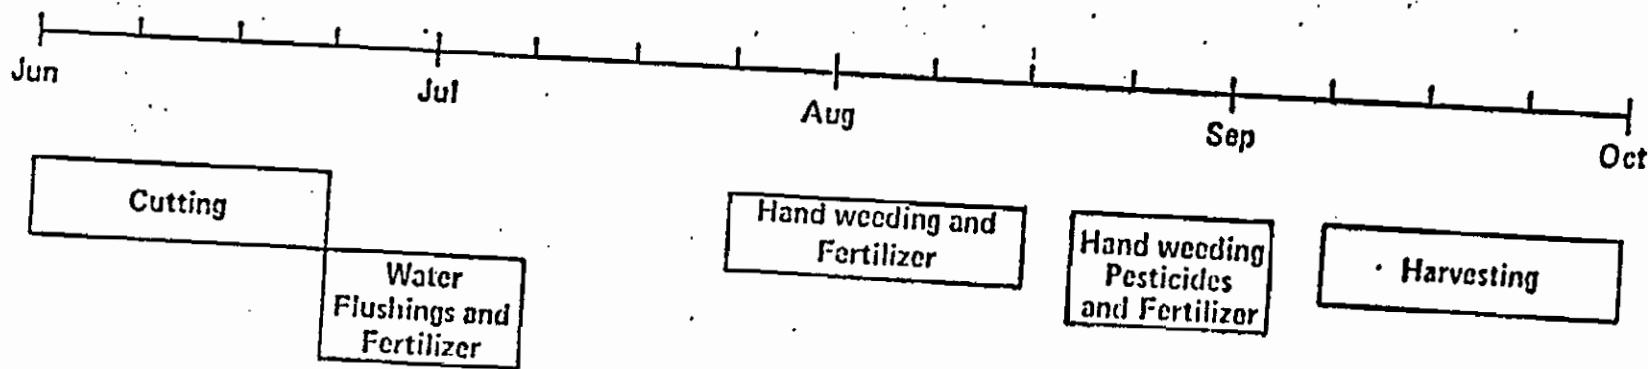 Jun
Jul
Aug
Sep
Oct
Cutting
Water
Flushings and
Fertilizer
Hand weeding and
Fertilizer
Hand weeding
Pesticides
and Fertilizer
Harvesting